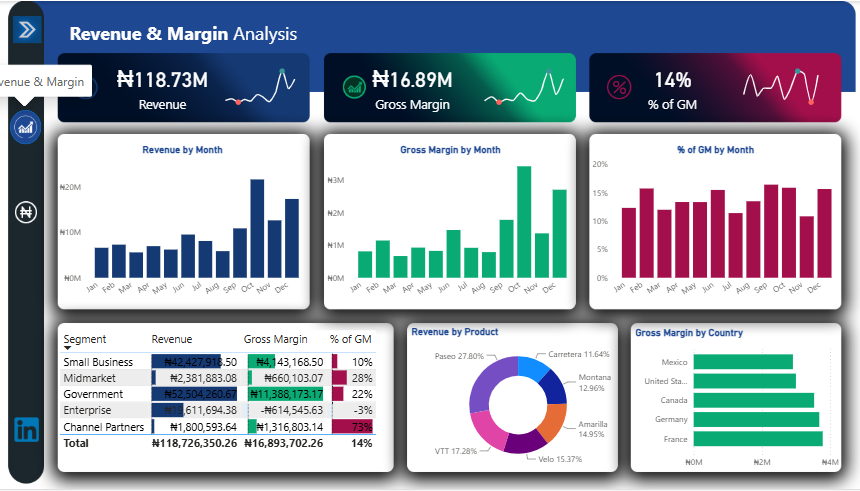 Revenue & Margin Analysis
venue & Margin
₦118.73M
Revenue
₦16.89M
Gross Margin
14%
% of GM
Revenue by Month
₦20M
₦10M
₦0M
Jan Feb Mar Apr May Jun Jul Aug Sep Oct Nov Dec
Gross Margin by Month
₦3M
₦2M
₦1M
₦0M
Jan Feb Mar Apr May Jun Jul Aug Sep Oct Nov Dec
% of GM by Month
20%
15%
10%
5%
0%
Jan Feb Mar Apr May Jun Jul Aug Sep Oct Nov Dec
Segment Revenue Gross Margin % of GM
Small Business ₦42,427,918.50 ₦4,143,168.50 10%
Midmarket ₦2,381,883.08 ₦660,103.07 28%
Government ₦52,504,260.67 ₦11,388,173.17 22%
Enterprise ₦19,611,694.38 -₦614,545.63 -3%
Channel Partners ₦1,800,593.64 ₦1,316,803.14 73%
Total ₦118,726,350.26 ₦16,893,702.26 14%
Revenue by Product
Paseo 27.80%
Carretera 11.64%
Montana
12.96%
Amarilla
14.95%
VTT 17.28%
Velo 15.37%
Gross Margin by Country
Mexico
United Sta...
Canada
Germany
France
₦0M ₦2M ₦4M
in